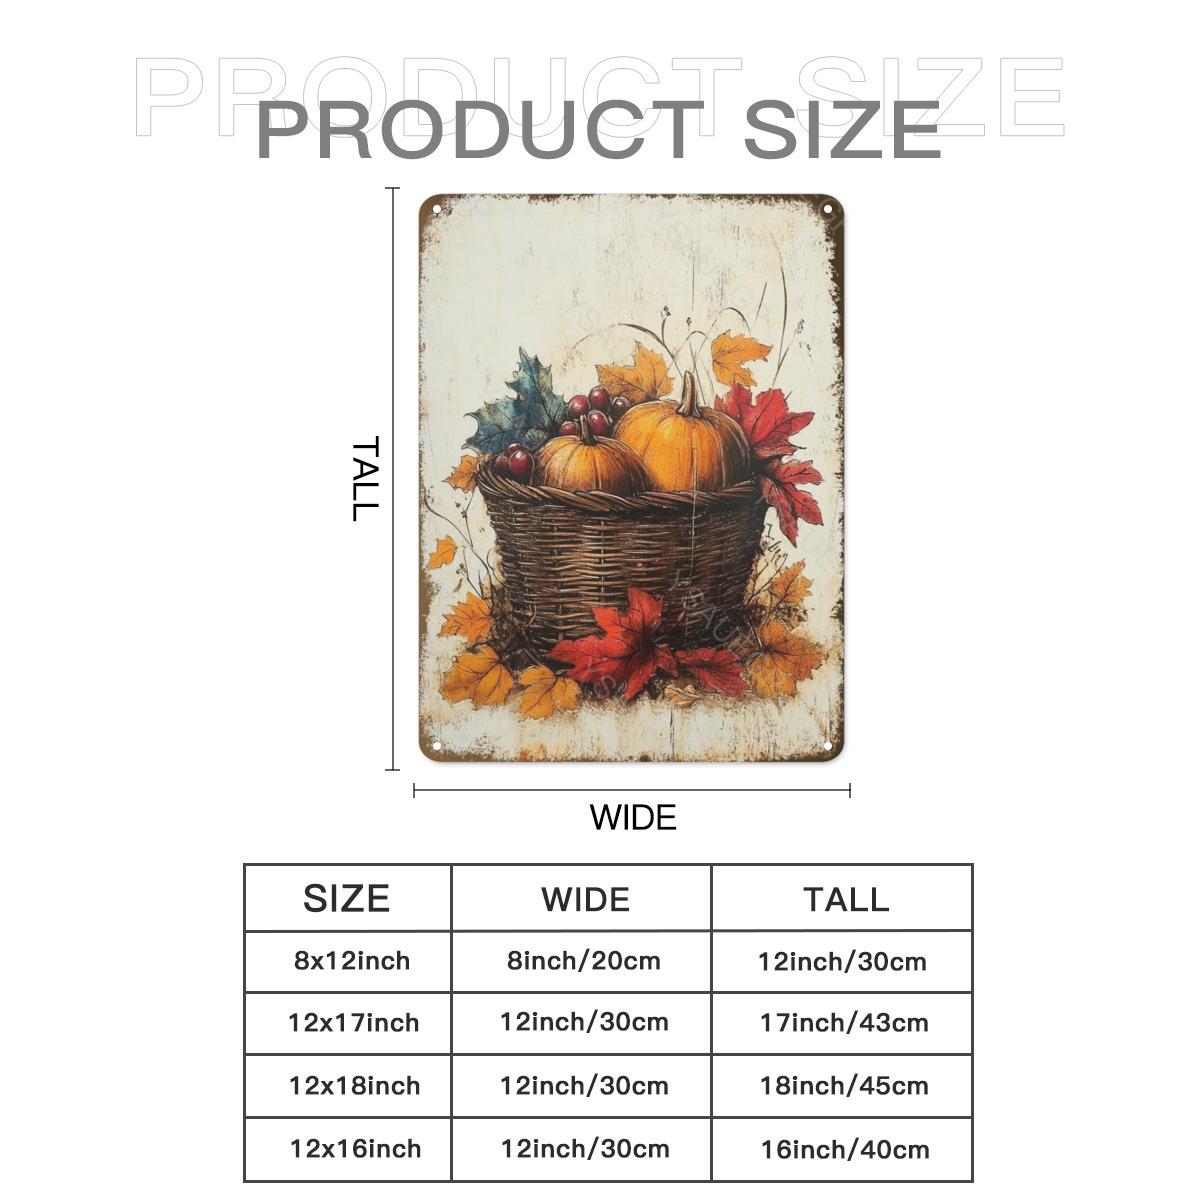 PRODUCT SIZE
PRODUCT SIZE
TALL
WIDE
SIZE WIDE TALL
8x12inch 8inch/20cm 12inch/30cm
12x17inch 12inch/30cm 17inch/43cm
12x18inch 12inch/30cm 18inch/45cm
12x16inch 12inch/30cm 16inch/40cm